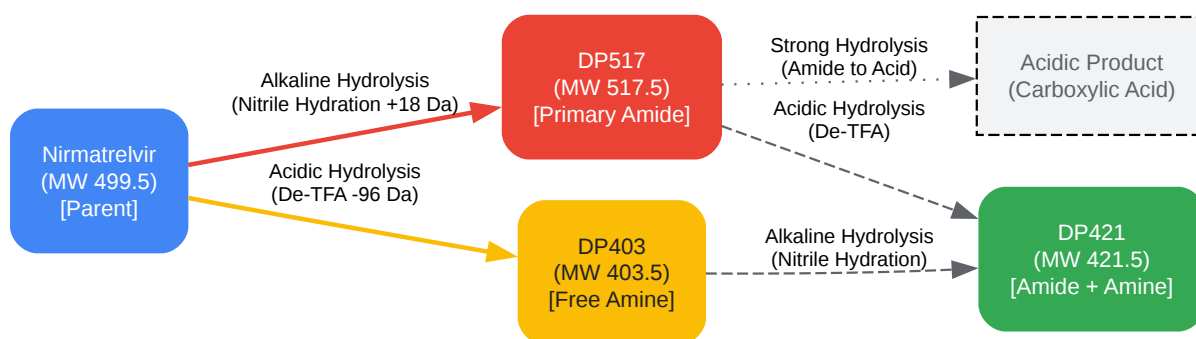 Nirmatrelvir
(MW 499.5)
[Parent]
Alkaline Hydrolysis
(Nitrile Hydration +18 Da)
Acidic Hydrolysis
(De-TFA -96 Da)
DP517
(MW 517.5)
[Primary Amide]
DP403
(MW 403.5)
[Free Amine]
Strong Hydrolysis
(Amide to Acid)
Acidic Hydrolysis
(De-TFA)
Alkaline Hydrolysis
(Nitrile Hydration)
Acidic Product
(Carboxylic Acid)
DP421
(MW 421.5)
[Amide + Amine]